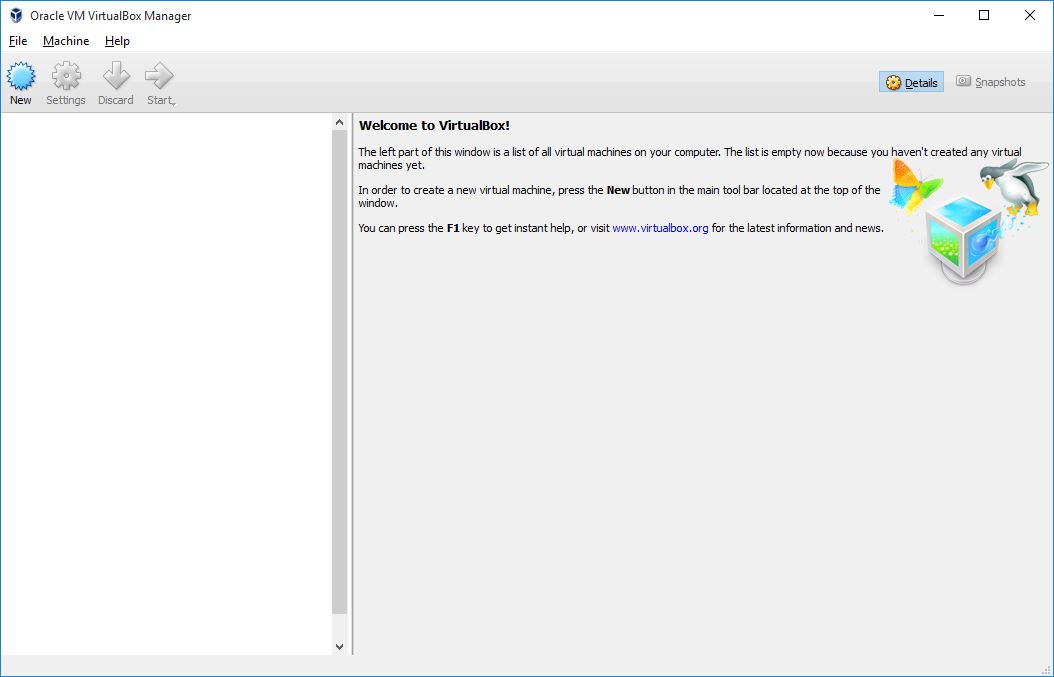 Oracle VM VirtualBox Manager
File Machine Help
New Settings Discard Start
Details Snapshots
Welcome to VirtualBox!
The left part of this window is a list of all virtual machines on your computer. The list is empty now because you haven't created any virtual
machines yet.
In order to create a new virtual machine, press the New button in the main tool bar located at the top of the
window.
You can press the F1 key to get instant help, or visit www.virtualbox.org for the latest information and news.